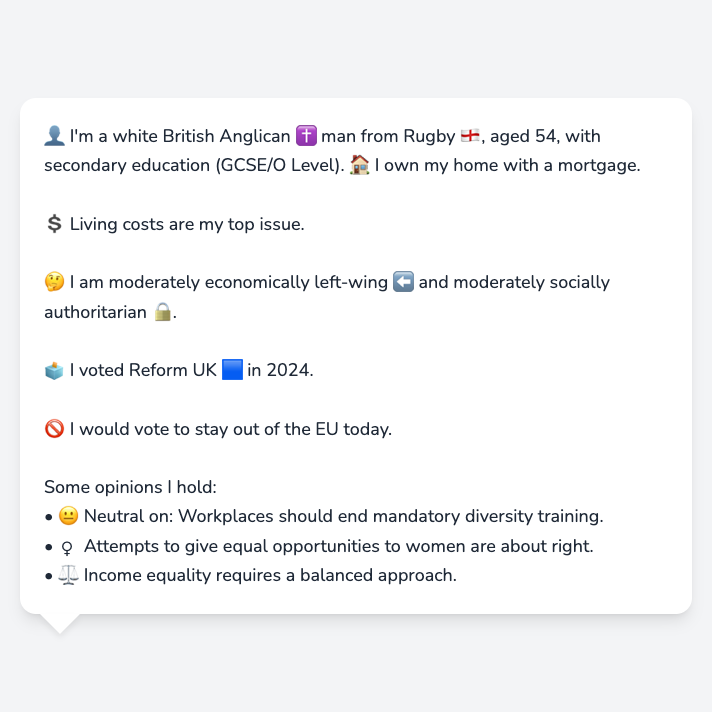 👤 I'm a white British Anglican ✝️ man from Rugby 🏴󠁧󠁢󠁥󠁮󠁧󠁿, aged 54, with
secondary education (GCSE/O Level). 🏠 I own my home with a mortgage.
💲 Living costs are my top issue.
🤔 I am moderately economically left-wing ⬅️ and moderately socially
authoritarian 🔒.
🗳️ I voted Reform UK 🟦 in 2024.
🚫 I would vote to stay out of the EU today.
Some opinions I hold:
• 😐 Neutral on: Workplaces should end mandatory diversity training.
• ♀ Attempts to give equal opportunities to women are about right.
• ⚖️ Income equality requires a balanced approach.